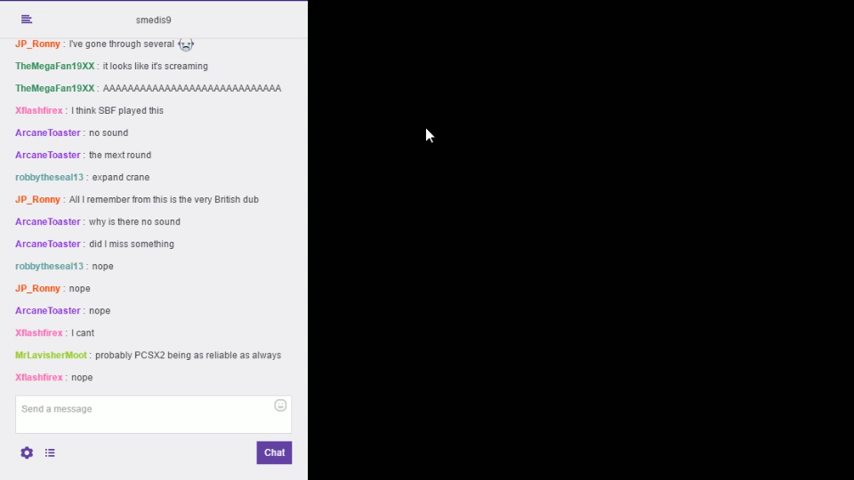 smedis9
JP_Ronny : I've gone through several
TheMegaFan19XX : it looks like it's screaming
TheMegaFan19XX : AAAAAAAAAAAAAAAAAAAAAAAAAAAAA
Xflashfirex : I think SBF played this
ArcaneToaster : no sound
ArcaneToaster : the mext round
robbytheseal13 : expand crane
JP_Ronny : All I remember from this is the very British dub
ArcaneToaster : why is there no sound
ArcaneToaster : did I miss something
robbytheseal13 : nope
JP_Ronny : nope
ArcaneToaster : nope
Xflashfirex : I cant
MrLavisherMoot : probably PCSX2 being as reliable as always
Xflashfirex : nope
Send a message
Chat